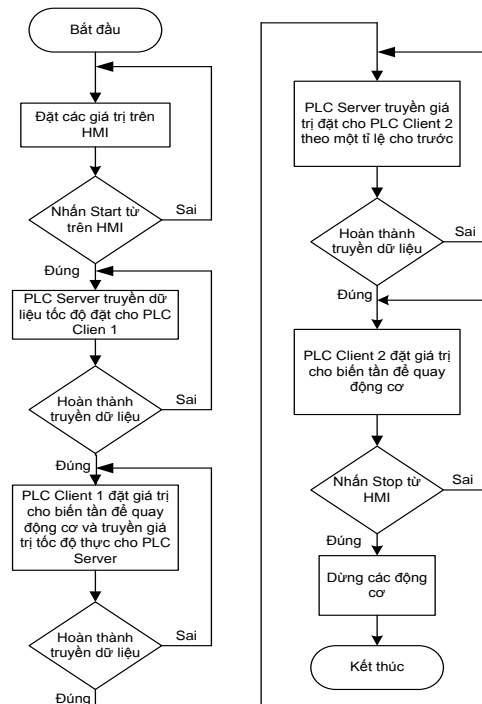 Bắt đầu
Đặt các giá trị trên
HMI
Nhấn Start từ
trên HMI
Sai
Đúng
PLC Server truyền dữ
liệu tốc độ đặt cho PLC
Clien 1
Hoàn thành
truyền dữ liệu
Sai
Đúng
PLC Client 1 đặt giá trị
cho biến tần để quay
động cơ và truyền giá
trị tốc độ thực cho PLC
Server
Hoàn thành
truyền dữ liệu
Sai
Đúng
PLC Server truyền giá
trị đặt cho PLC Client 2
theo một tỉ lệ cho trước
Hoàn thành
truyền dữ liệu
Sai
Đúng
PLC Client 2 đặt giá trị
cho biến tần để quay
động cơ
Nhấn Stop từ
HMI
Sai
Đúng
Dừng các động
cơ
Kết thúc